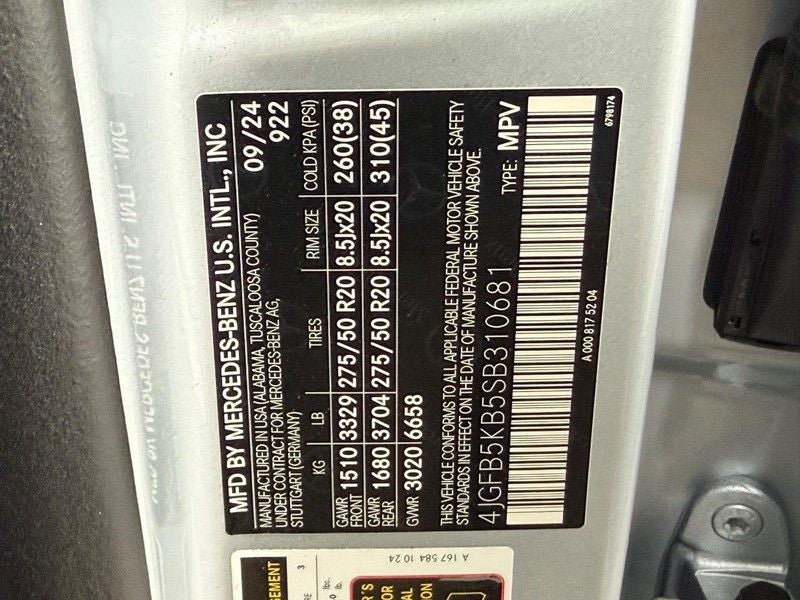 MFD BY MERCEDES-BENZ U.S. INTL., INC
MANUFACTURED IN USA (ALABAMA, TUSCALOOSA COUNTY)
UNDER CONTRACT FOR MERCEDES-BENZ AG,
STUTTGART (GERMANY)
09/24
922
KG LB TIRES RIM SIZE COLD KPA (PSI)
GAWR FRONT 1510 3329 275/50 R20 8.5Jx20 260(38)
GAWR REAR 1680 3704 275/50 R20 8.5Jx20 310(45)
GVWR 3020 6658
THIS VEHICLE CONFORMS TO ALL APPLICABLE FEDERAL MOTOR VEHICLE SAFETY
STANDARDS IN EFFECT ON THE DATE OF MANUFACTURE SHOWN ABOVE.
4JGFB5KB5SB310681 TYPE: MPV
A 000 817 52 04
6798174
A 167 584 10 24
3
lbs.
lb.